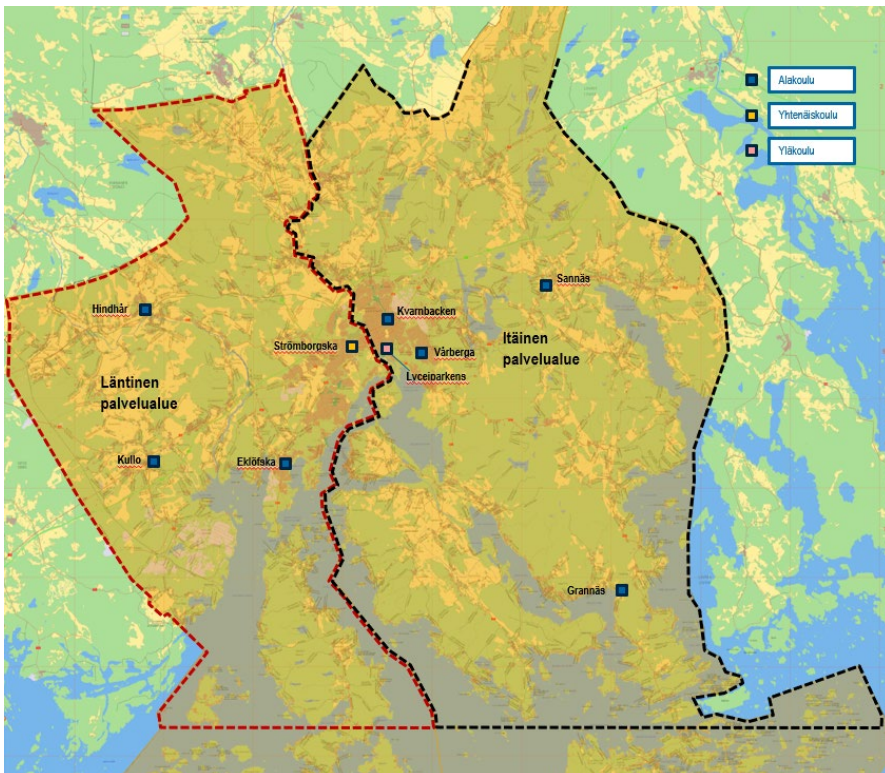 Alakoulu
Yhtenäiskoulu
Yläkoulu
Sannäs
Hindhår
Kvarnbacken
Strömborgska
Vårberga
Itäinen
palvelualue
Lyceiparkens
Läntinen
palvelualue
Kullo
Eklöfska
Grannäs